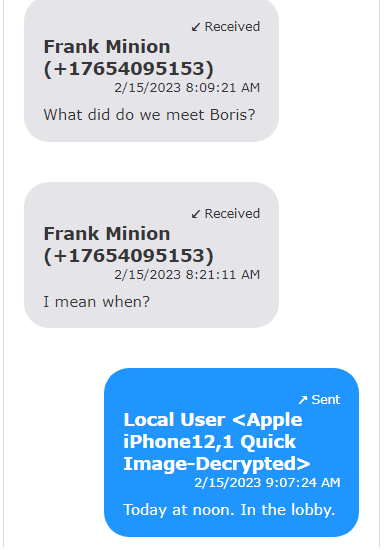 ↙ Received
Frank Minion
(+17654095153)
2/15/2023 8:09:21 AM
What did do we meet Boris?
↙ Received
Frank Minion
(+17654095153)
2/15/2023 8:21:11 AM
I mean when?
↗ Sent
Local User <Apple
iPhone12,1 Quick
Image-Decrypted>
2/15/2023 9:07:24 AM
Today at noon. In the lobby.